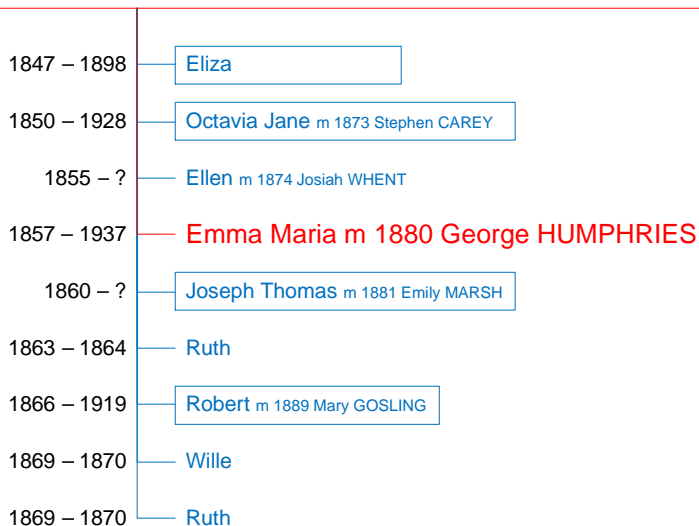 1847 – 1898 Eliza
1850 – 1928 Octavia Jane m 1873 Stephen CAREY
1855 – ? Ellen m 1874 Josiah WHENT
1857 – 1937 Emma Maria m 1880 George HUMPHRIES
1860 – ? Joseph Thomas m 1881 Emily MARSH
1863 – 1864 Ruth
1866 – 1919 Robert m 1889 Mary GOSLING
1869 – 1870 Wille
1869 – 1870 Ruth